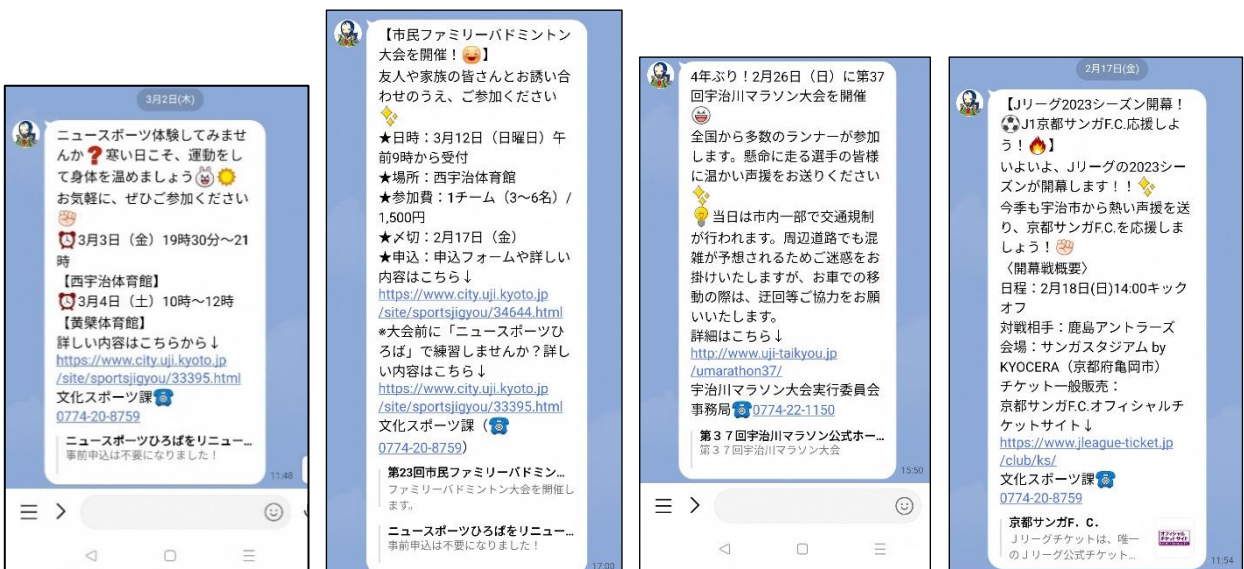 3月2日(木)
ニュースポーツ体験してみませ
んか❓寒い日こそ、運動をし
て身体を温めましょう
お気軽に、ぜひご参加ください
3月3日（金）19時30分～21
時
【西宇治体育館】
3月4日（土）10時～12時
【黄檗体育館】
詳しい内容はこちらから↓
https://www.city.uji.kyoto.jp
/site/sportsjigyou/33395.html
文化スポーツ課
0774-20-8759
ニュースポーツひろばをリニュー...
事前申込は不要になりました！
11:46
【市民ファミリーバドミントン
大会を開催！】
友人や家族の皆さんとお誘い合
わせのうえ、ご参加ください
★日時：3月12日（日曜日）午
前9時から受付
★場所：西宇治体育館
★参加費：1チーム（3～6名）/
1,500円
★〆切：2月17日（金）
★申込：申込フォームや詳しい
内容はこちら↓
https://www.city.uji.kyoto.jp
/site/sportsjigyou/34644.html
*大会前に「ニュースポーツひ
ろば」で練習しませんか？詳し
い内容はこちら↓
https://www.city.uji.kyoto.jp
/site/sportsjigyou/33395.html
文化スポーツ課（
0774-20-8759）
第23回市民ファミリーバドミン...
ファミリーバドミントン大会を開催し
ます。
ニュースポーツひろばをリニュー...
事前申込は不要になりました！
17:00
4年ぶり！2月26日（日）に第37
回宇治川マラソン大会を開催
全国から多数のランナーが参加
します。懸命に走る選手の皆様
に温かい声援をお送りください
当日は市内一部で交通規制
が行われます。周辺道路でも混
雑が予想されるためご迷惑をお
掛けいたしますが、お車での移
動の際は、迂回等ご協力をお願
いいたします。
詳細はこちら↓
http://www.uji-taikyou.jp
/umarathon37/
宇治川マラソン大会実行委員会
事務局 0774-22-1150
第３７回宇治川マラソン公式ホー...
第３７回宇治川マラソン大会
15:50
2月17日(金)
【Jリーグ2023シーズン開幕！
J1京都サンガF.C.応援しよ
う！】
いよいよ、Jリーグの2023シー
ズンが開幕します！！
今季も宇治市から熱い声援を送
り、京都サンガF.C.を応援しま
しょう！
〈開幕戦概要〉
日程：2月18日(日)14:00キック
オフ
対戦相手：鹿島アントラーズ
会場：サンガスタジアム by
KYOCERA（京都府亀岡市）
チケット一般販売：
京都サンガF.C.オフィシャルチ
ケットサイト↓
https://www.jleague-ticket.jp
/club/ks/
文化スポーツ課
0774-20-8759
京都サンガF．C．
Ｊリーグチケットは、唯一
のＪリーグ公式チケット...
11:54